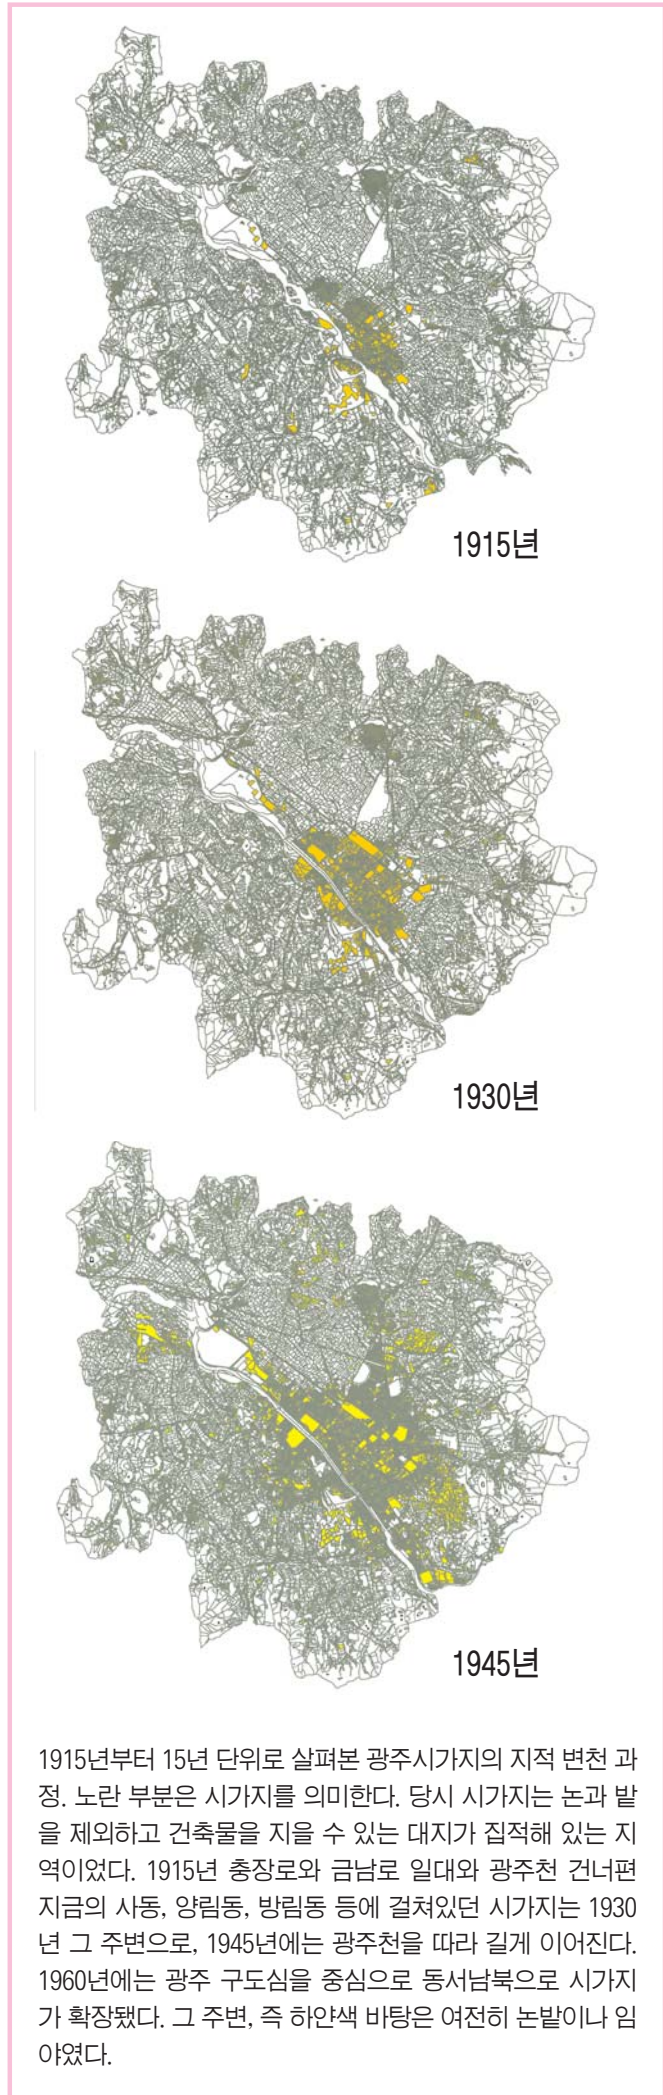 1915년
1930년
1945년
1915년부터 15년 단위로 살펴본 광주시가지의 지적 변천 과
정. 노란 부분은 시가지를 의미한다. 당시 시가지는 논과 밭
을 제외하고 건축물을 지을 수 있는 대지가 집적해 있는 지
역이었다. 1915년 충장로와 금남로 일대와 광주천 건너편
지금의 사동, 양림동, 방림동 등에 걸쳐있던 시가지는 1930
년 그 주변으로, 1945년에는 광주천을 따라 길게 이어진다.
1960년에는 광주 구도심을 중심으로 동서남북으로 시가지
가 확장됐다. 그 주변, 즉 하얀색 바탕은 여전히 논밭이나 임
야였다.